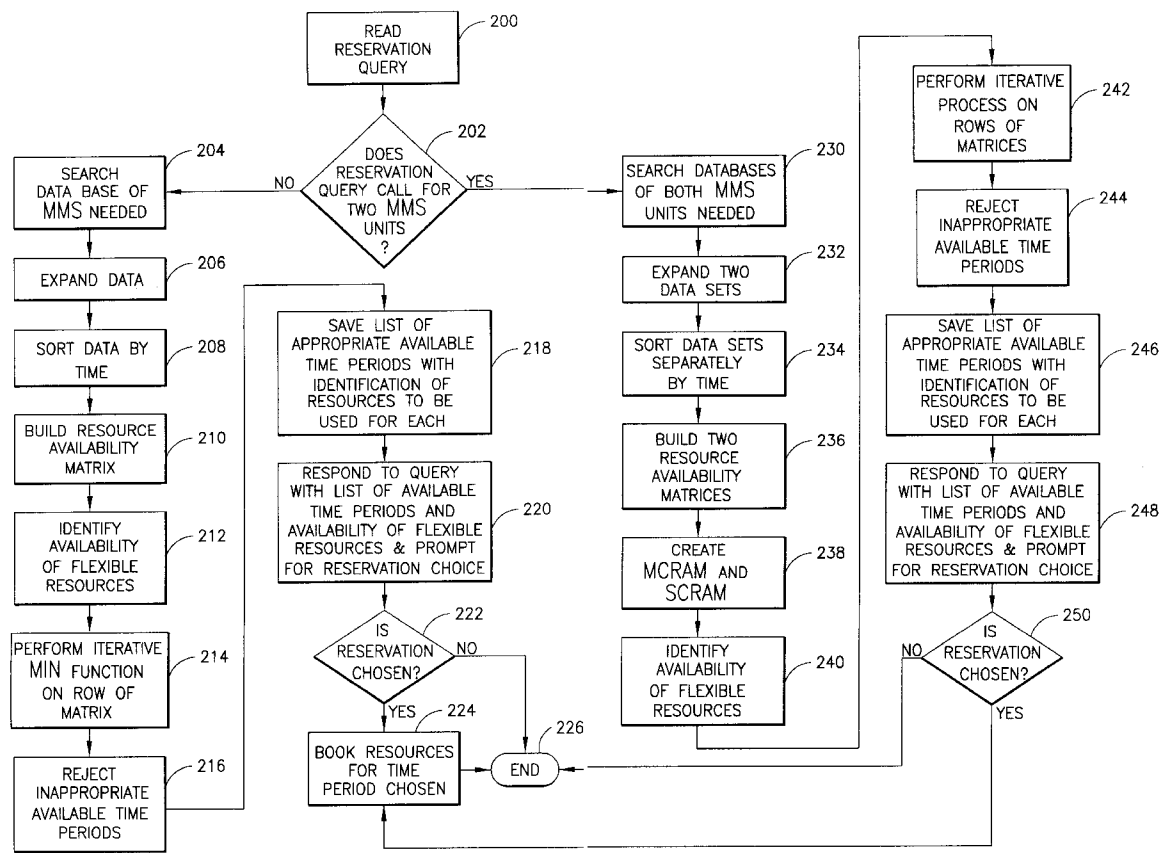 READ
RESERVATION
QUERY
200
DOES
RESERVATION
QUERY CALL FOR
TWO MMS
UNITS
?
202
NO
YES
SEARCH
DATA BASE OF
MMS NEEDED
204
EXPAND DATA
206
SORT DATA BY
TIME
208
BUILD RESOURCE
AVAILABILITY
MATRIX
210
IDENTIFY
AVAILABILITY
OF FLEXIBLE
RESOURCES
212
PERFORM ITERATIVE
MIN FUNCTION
ON ROW OF
MATRIX
214
REJECT
INAPPROPRIATE
AVAILABLE TIME
PERIODS
216
SAVE LIST OF
APPROPRIATE AVAILABLE
TIME PERIODS WITH
IDENTIFICATION OF
RESOURCES TO BE
USED FOR EACH
218
RESPOND TO QUERY
WITH LIST OF AVAILABLE
TIME PERIODS AND
AVAILABILITY OF FLEXIBLE
RESOURCES & PROMPT
FOR RESERVATION CHOICE
220
IS
RESERVATION
CHOSEN?
222
NO
YES
BOOK RESOURCES
FOR TIME
PERIOD CHOSEN
224
END
226
SEARCH DATABASES
OF BOTH MMS
UNITS NEEDED
230
EXPAND TWO
DATA SETS
232
SORT DATA SETS
SEPARATELY
BY TIME
234
BUILD TWO
RESOURCE
AVAILABILITY
MATRICES
236
CREATE
MCRAM AND
SCRAM
238
IDENTIFY
AVAILABILITY
OF FLEXIBLE
RESOURCES
240
PERFORM ITERATIVE
PROCESS ON
ROWS OF
MATRICES
242
REJECT
INAPPROPRIATE
AVAILABLE TIME
PERIODS
244
SAVE LIST OF
APPROPRIATE AVAILABLE
TIME PERIODS WITH
IDENTIFICATION OF
RESOURCES TO BE
USED FOR EACH
246
RESPOND TO QUERY
WITH LIST OF AVAILABLE
TIME PERIODS AND
AVAILABILITY OF FLEXIBLE
RESOURCES & PROMPT
FOR RESERVATION CHOICE
248
IS
RESERVATION
CHOSEN?
250
NO
YES